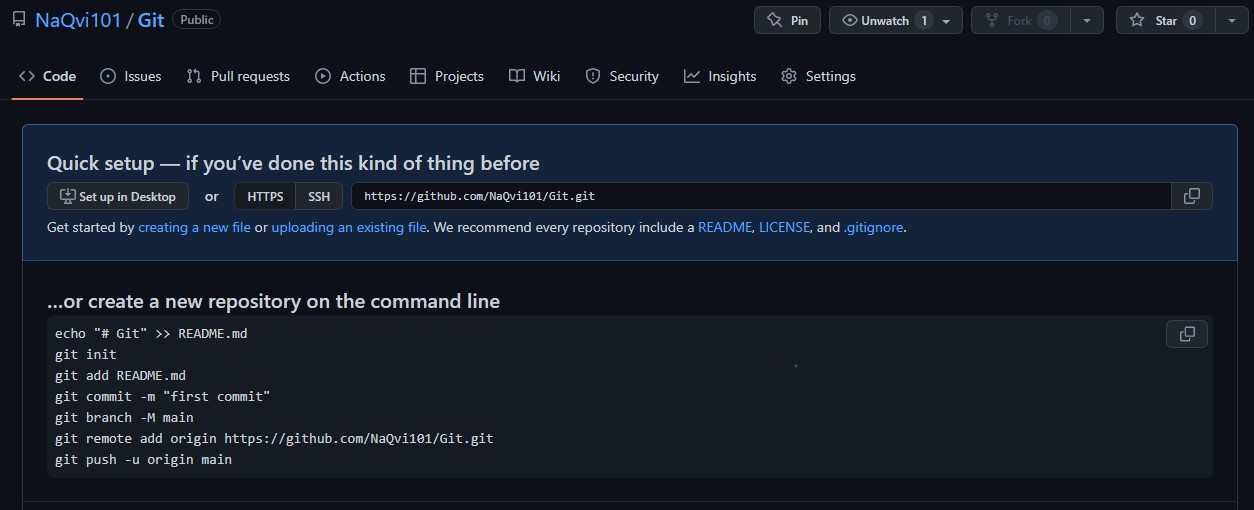 NaQvi101 / Git Public Pin Unwatch 1 Fork 0 Star 0
Code Issues Pull requests Actions Projects Wiki Security Insights Settings
Quick setup — if you've done this kind of thing before
Set up in Desktop or HTTPS SSH https://github.com/NaQvi101/Git.git
Get started by creating a new file or uploading an existing file. We recommend every repository include a README, LICENSE, and .gitignore.
...or create a new repository on the command line
echo "# Git" >> README.md
git init
git add README.md
git commit -m "first commit"
git branch -M main
git remote add origin https://github.com/NaQvi101/Git.git
git push -u origin main